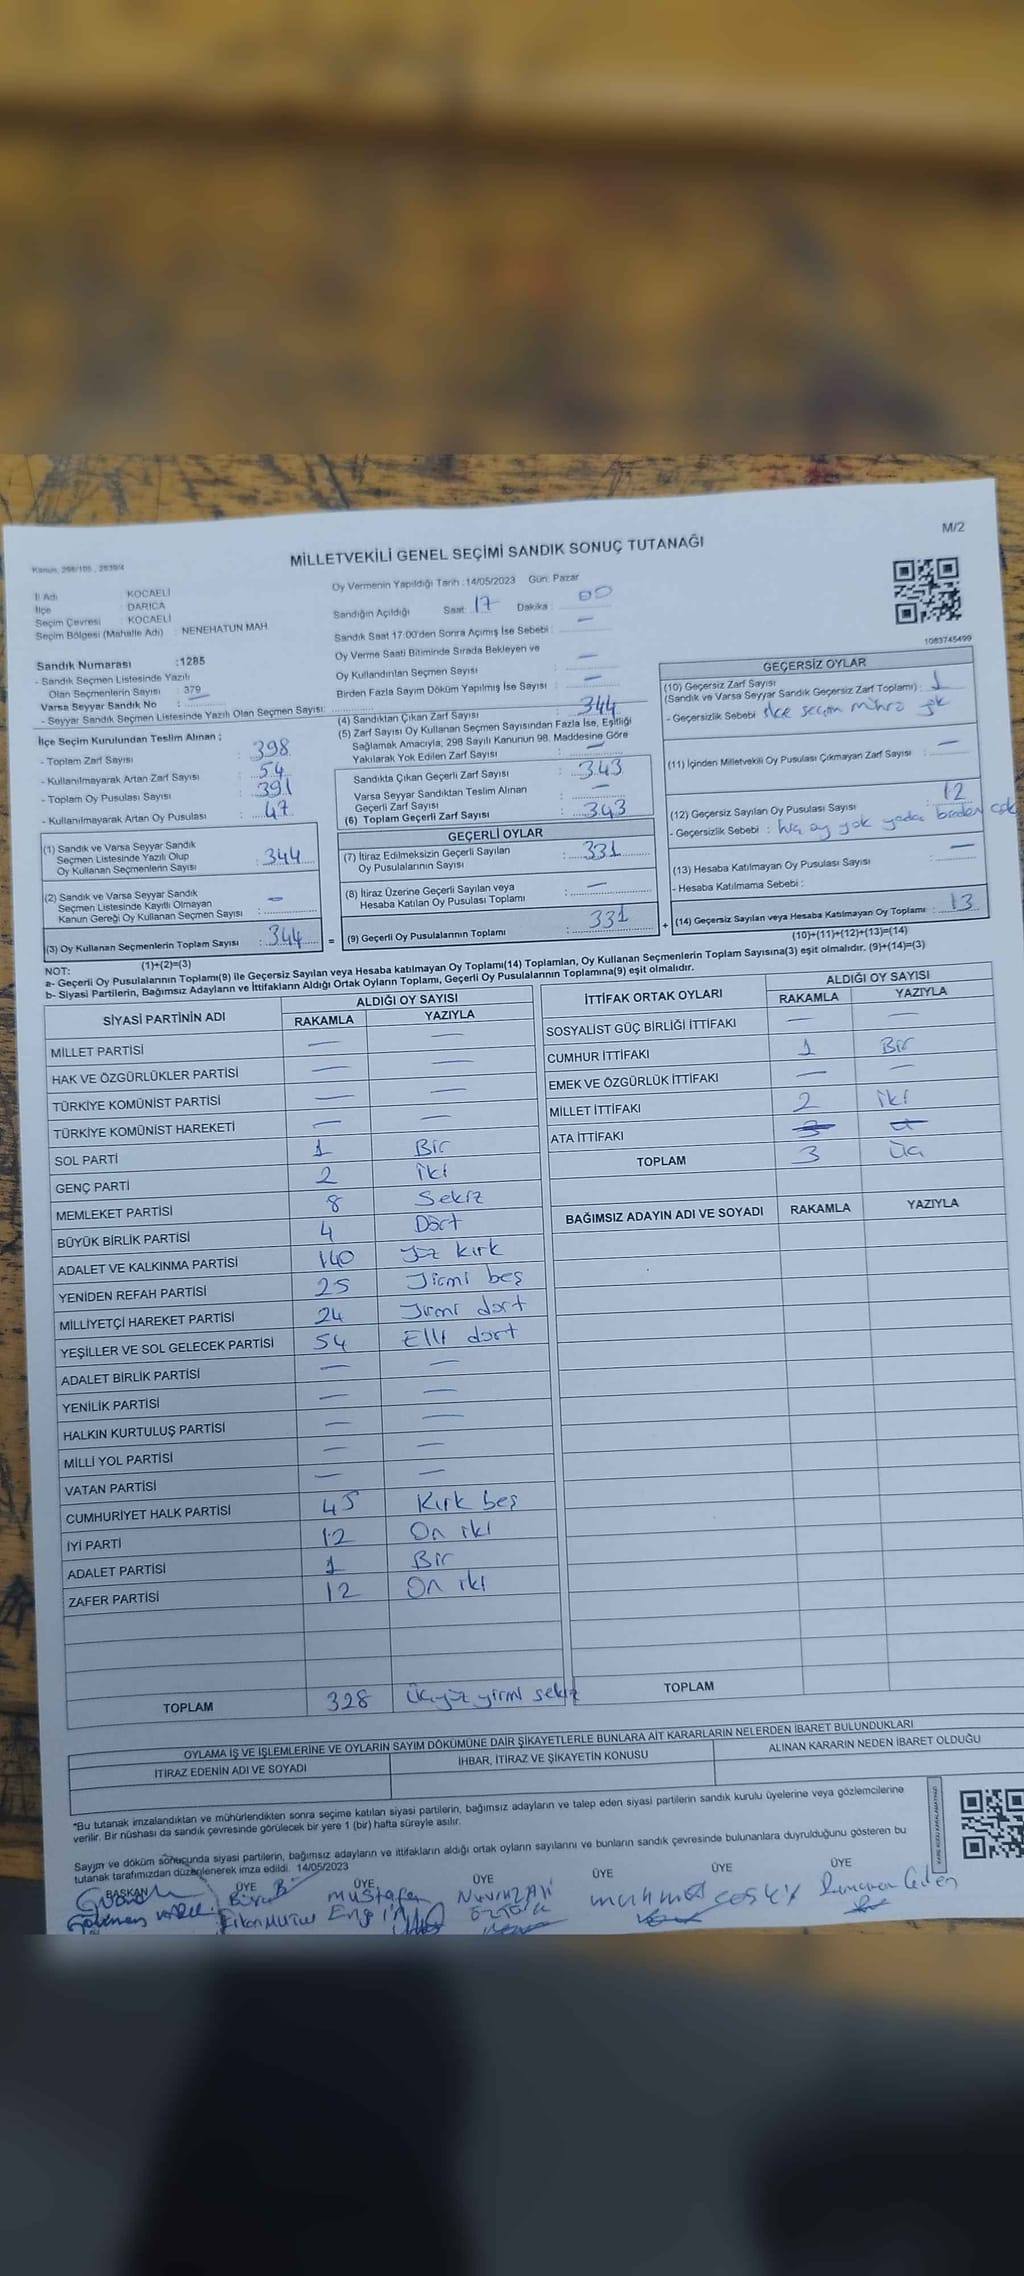 M/2
MİLLETVEKİLİ GENEL SEÇİMİ SANDIK SONUÇ TUTANAĞI
Kanun, 298/105 , 2839/4
İl Adı KOCAELİ
İlçe DARICA
Seçim Çevresi KOCAELİ
Seçim Bölgesi (Mahalle Adı) : NENEHATUN MAH.
Oy Vermenin Yapıldığı Tarih :14/05/2023 Gün: Pazar
Sandığın Açıldığı Saat: 17 Dakika : 00
Sandık Saat 17:00'den Sonra Açılmış İse Sebebi : —
Oy Verme Saati Bitiminde Sırada Bekleyen ve
Oy Kullandırılan Seçmen Sayısı : —
Birden Fazla Sayım Döküm Yapılmış İse Sayısı : —
1083745499
Sandık Numarası :1285
- Sandık Seçmen Listesinde Yazılı
Olan Seçmenlerin Sayısı : 379
Varsa Seyyar Sandık No : —
- Seyyar Sandık Seçmen Listesinde Yazılı Olan Seçmen Sayısı:
İlçe Seçim Kurulundan Teslim Alınan ;
- Toplam Zarf Sayısı : 398
- Kullanılmayarak Artan Zarf Sayısı : 54
- Toplam Oy Pusulası Sayısı : 391
- Kullanılmayarak Artan Oy Pusulası : 47
(1) Sandık ve Varsa Seyyar Sandık
Seçmen Listesinde Yazılı Olup
Oy Kullanan Seçmenlerin Sayısı : 344
(2) Sandık ve Varsa Seyyar Sandık
Seçmen Listesinde Kayıtlı Olmayan
Kanun Gereği Oy Kullanan Seçmen Sayısı : —
(3) Oy Kullanan Seçmenlerin Toplam Sayısı : 344 =
(1)+(2)=(3)
(4) Sandıktan Çıkan Zarf Sayısı : 344
(5) Zarf Sayısı Oy Kullanan Seçmen Sayısından Fazla İse, Eşitliği
Sağlamak Amacıyla, 298 Sayılı Kanunun 98. Maddesine Göre
Yakılarak Yok Edilen Zarf Sayısı : —
Sandıkta Çıkan Geçerli Zarf Sayısı : 343
Varsa Seyyar Sandıktan Teslim Alınan
Geçerli Zarf Sayısı : —
(6) Toplam Geçerli Zarf Sayısı : 343
GEÇERLİ OYLAR
(7) İtiraz Edilmeksizin Geçerli Sayılan
Oy Pusulalarının Sayısı : 331
(8) İtiraz Üzerine Geçerli Sayılan veya
Hesaba Katılan Oy Pusulası Toplamı : —
(9) Geçerli Oy Pusulalarının Toplamı : 331 +
GEÇERSİZ OYLAR
(10) Geçersiz Zarf Sayısı
(Sandık ve Varsa Seyyar Sandık Geçersiz Zarf Toplamı) : 1
- Geçersizlik Sebebi : ilçe seçim mührü yok
(11) İçinden Milletvekili Oy Pusulası Çıkmayan Zarf Sayısı : —
(12) Geçersiz Sayılan Oy Pusulası Sayısı : 12
- Geçersizlik Sebebi : hiç oy yok yada birden çok
(13) Hesaba Katılmayan Oy Pusulası Sayısı : —
- Hesaba Katılmama Sebebi :
(14) Geçersiz Sayılan veya Hesaba Katılmayan Oy Toplamı : 13
(10)+(11)+(12)+(13)=(14)
NOT:
a- Geçerli Oy Pusulalarının Toplamı(9) ile Geçersiz Sayılan veya Hesaba katılmayan Oy Toplamı(14) Toplamları, Oy Kullanan Seçmenlerin Toplam Sayısına(3) eşit olmalıdır. (9)+(14)=(3)
b- Siyasi Partilerin, Bağımsız Adayların ve İttifakların Aldığı Ortak Oyların Toplamı, Geçerli Oy Pusulalarının Toplamına(9) eşit olmalıdır.
SİYASİ PARTİNİN ADI ALDIĞI OY SAYISI
RAKAMLA YAZIYLA
MİLLET PARTİSİ — —
HAK VE ÖZGÜRLÜKLER PARTİSİ — —
TÜRKİYE KOMÜNİST PARTİSİ — —
TÜRKİYE KOMÜNİST HAREKETİ — —
SOL PARTİ 1 Bir
GENÇ PARTİ 2 iki
MEMLEKET PARTİSİ 8 Sekiz
BÜYÜK BİRLİK PARTİSİ 4 Dört
ADALET VE KALKINMA PARTİSİ 140 Yüz kırk
YENİDEN REFAH PARTİSİ 25 Yirmi beş
MİLLİYETÇİ HAREKET PARTİSİ 24 Yirmi dört
YEŞİLLER VE SOL GELECEK PARTİSİ 54 Elli dört
ADALET BİRLİK PARTİSİ — —
YENİLİK PARTİSİ — —
HALKIN KURTULUŞ PARTİSİ — —
MİLLİ YOL PARTİSİ — —
VATAN PARTİSİ — —
CUMHURİYET HALK PARTİSİ 45 Kırk beş
İYİ PARTİ 12 On iki
ADALET PARTİSİ 1 Bir
ZAFER PARTİSİ 12 On iki
TOPLAM 328 Üçyüz yirmi sekiz
İTTİFAK ORTAK OYLARI ALDIĞI OY SAYISI
RAKAMLA YAZIYLA
SOSYALİST GÜÇ BİRLİĞİ İTTİFAKI — —
CUMHUR İTTİFAKI 1 Bir
EMEK VE ÖZGÜRLÜK İTTİFAKI — —
MİLLET İTTİFAKI 2 iki
ATA İTTİFAKI — —
TOPLAM 3 Üç
BAĞIMSIZ ADAYIN ADI VE SOYADI RAKAMLA YAZIYLA
TOPLAM
OYLAMA İŞ VE İŞLEMLERİNE VE OYLARIN SAYIM DÖKÜMÜNE DAİR ŞİKAYETLERLE BUNLARA AİT KARARLARIN NELERDEN İBARET BULUNDUKLARI
İTİRAZ EDENİN ADI VE SOYADI İHBAR, İTİRAZ VE ŞİKAYETİN KONUSU ALINAN KARARIN NEDEN İBARET OLDUĞU
*Bu tutanak imzalandıktan ve mühürlendikten sonra seçime katılan siyasi partilerin, bağımsız adayların ve talep eden siyasi partilerin sandık kurulu üyelerine veya gözlemcilerine
verilir. Bir nüshası da sandık çevresinde görülecek bir yere 1 (bir) hafta süreyle asılır.
Sayım ve döküm sonucunda siyasi partilerin, bağımsız adayların ve ittifakların aldığı ortak oyların sayılarını ve bunların sandık çevresinde bulunanlara duyurulduğunu gösteren bu
tutanak tarafımızdan düzenlenerek imza edildi. 14/05/2023
BAŞKAN ÜYE ÜYE ÜYE ÜYE ÜYE ÜYE
Mustafa
Engin